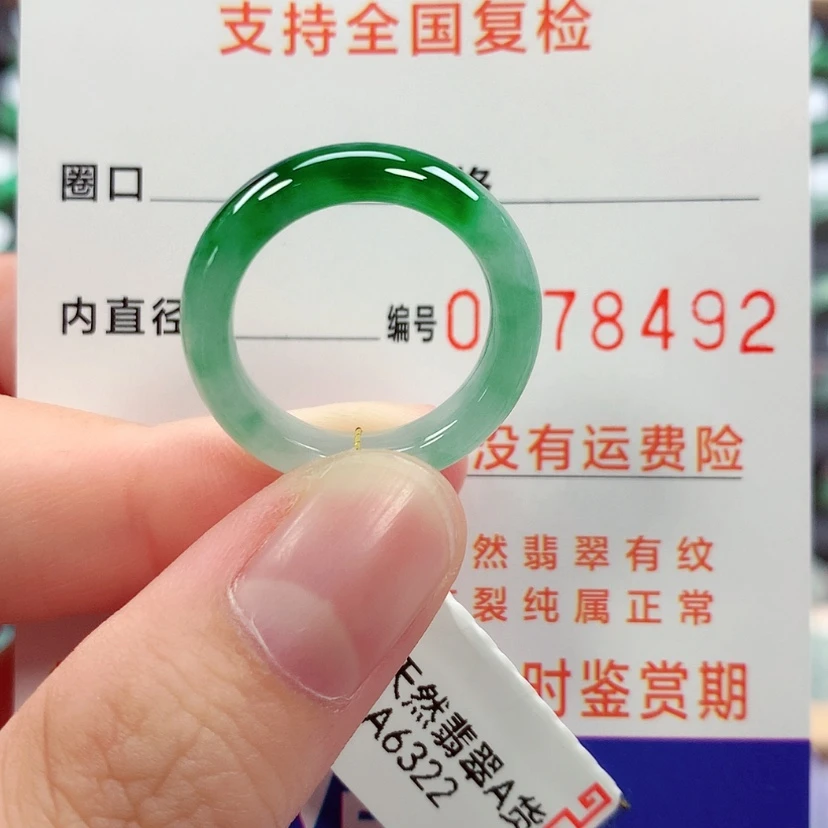 支持全国复检
圈口
内直径 编号 0 78492
没有运费险
然翡翠有纹
裂纯属正常
时鉴赏期
天然翡翠A货
A6322